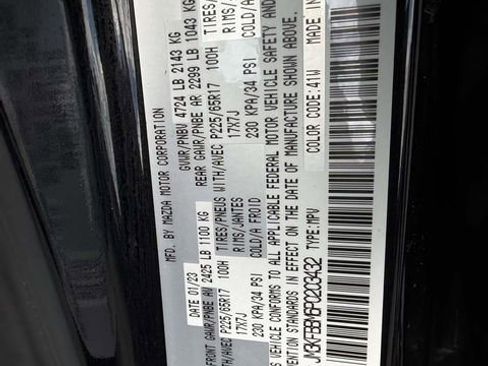 MFD. BY MAZDA MOTOR CORPORATION
DATE 01/23 GVWR/PNBV 4724 LB 2143 KG
FRONT GAWR/PNBE AV 2425 LB 1100 KG REAR GAWR/PNBE AR 2299 LB 1043 KG
WITH/AVEC P225/65R17 100H TIRES/PNEUS WITH/AVEC P225/65R17 100H TIRES/
17X7J RIMS/JANTES 17X7J RIMS/
230 KPA/34 PSI COLD/A FROID 230 KPA/34 PSI COLD/
VEHICLE CONFORMS TO ALL APPLICABLE FEDERAL MOTOR VEHICLE SAFETY AND
STANDARDS IN EFFECT ON THE DATE OF MANUFACTURE SHOWN ABOVE.
TYPE:MPV COLOR CODE:41W MADE IN